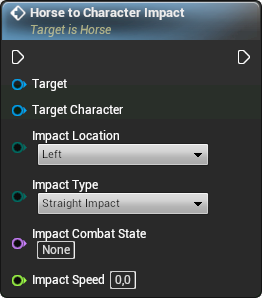 Horse to Character Impact
Target is Horse
Target
Target Character
Impact Location
Left
Impact Type
Straight Impact
Impact Combat State
None
Impact Speed 0,0